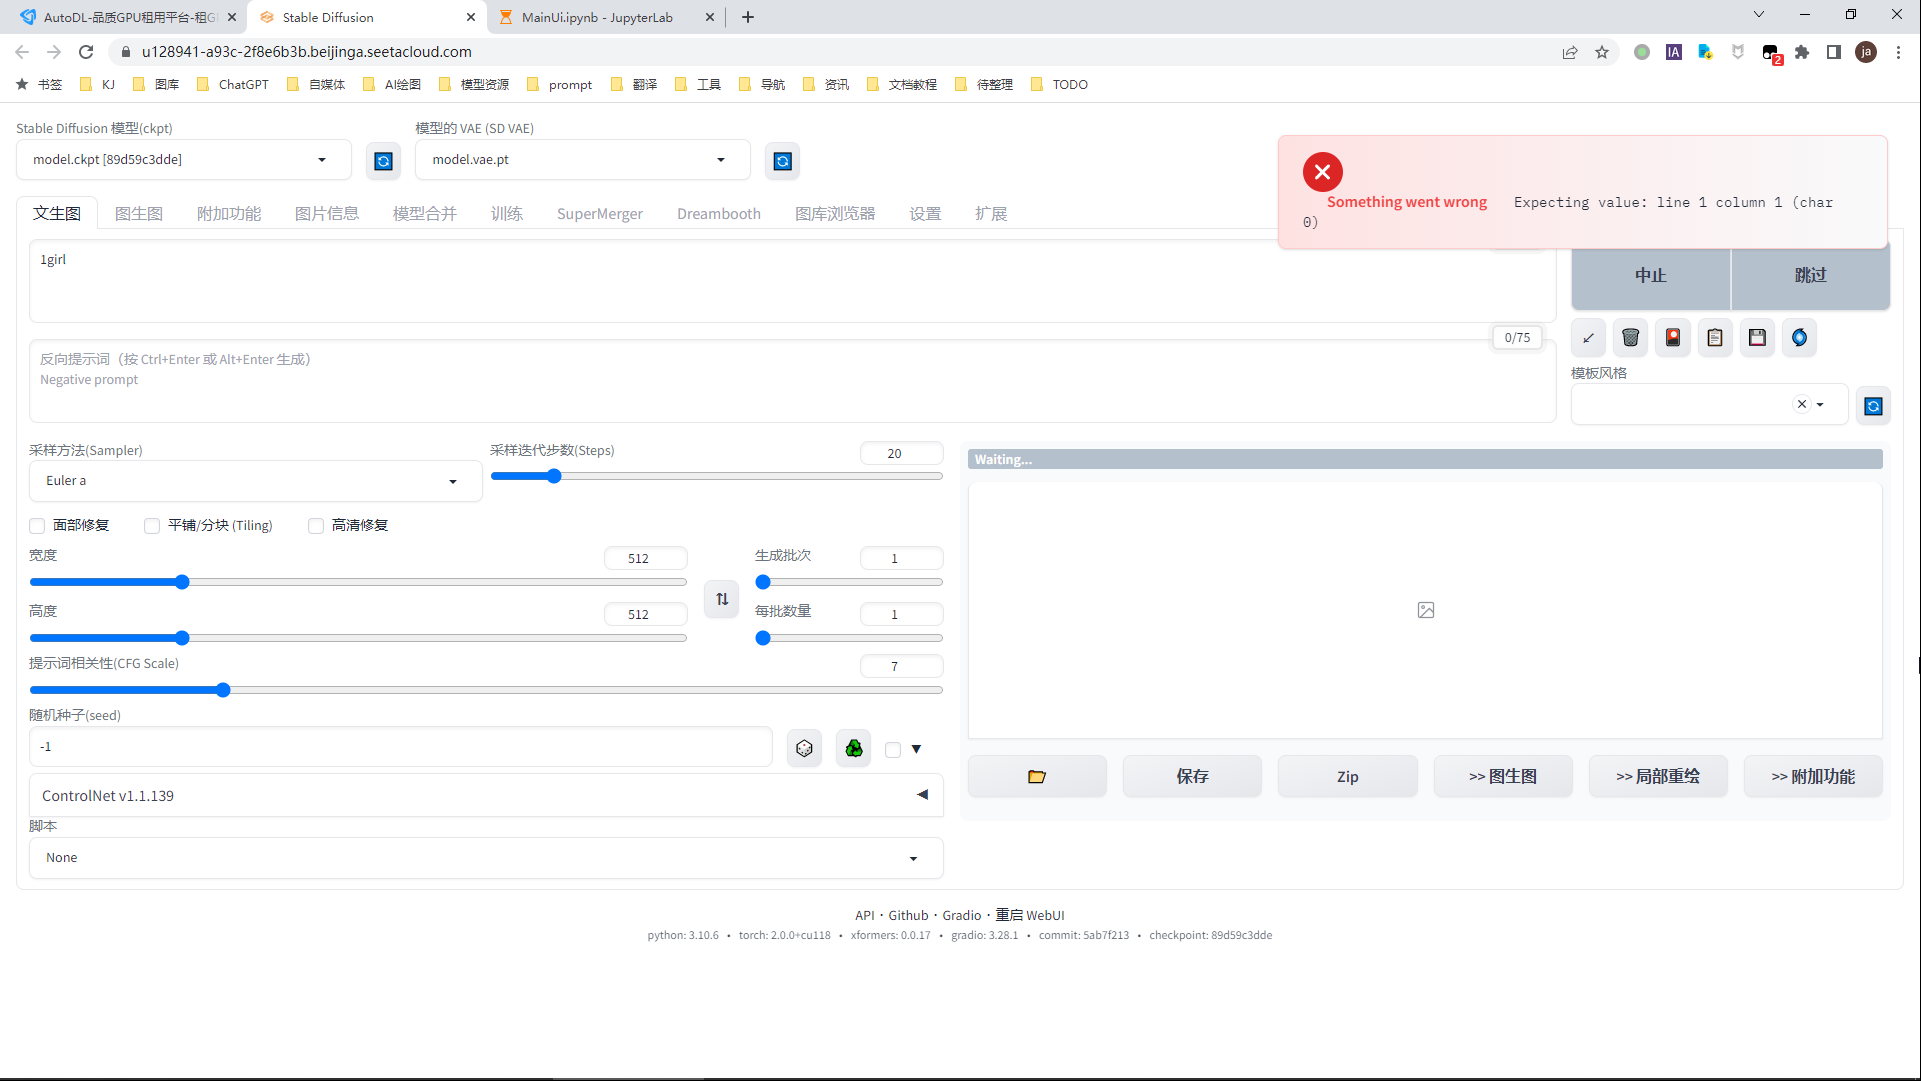 AutoDL-品质GPU租用平台-租G
Stable Diffusion
MainUi.ipynb - JupyterLab
u128941-a93c-2f8e6b3b.beijinga.seetacloud.com
IA
2
ja
书签 KJ 图库 ChatGPT 自媒体 AI绘图 模型资源 prompt 翻译 工具 导航 资讯 文档教程 待整理 TODO
Stable Diffusion 模型(ckpt)
模型的 VAE (SD VAE)
model.ckpt [89d59c3dde]
model.vae.pt
Something went wrong Expecting value: line 1 column 1 (char
0)
文生图 图生图 附加功能 图片信息 模型合并 训练 SuperMerger Dreambooth 图库浏览器 设置 扩展
1girl
中止
跳过
0/75
反向提示词（按 Ctrl+Enter 或 Alt+Enter 生成）
Negative prompt
模板风格
采样方法(Sampler)
Euler a
采样迭代步数(Steps)
20
Waiting...
面部修复
平铺/分块 (Tiling)
高清修复
宽度
512
生成批次
1
高度
512
每批数量
1
提示词相关性(CFG Scale)
7
随机种子(seed)
-1
保存
Zip
>> 图生图
>> 局部重绘
>> 附加功能
ControlNet v1.1.139
脚本
None
API · Github · Gradio · 重启 WebUI
python: 3.10.6 • torch: 2.0.0+cu118 • xformers: 0.0.17 • gradio: 3.28.1 • commit: 5ab7f213 • checkpoint: 89d59c3dde